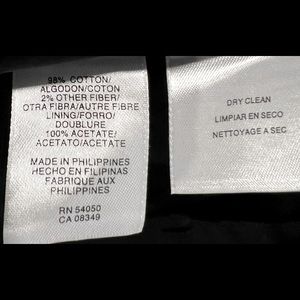 98% COTTON/
ALGODON/COTON
2% OTHER FIBER/
OTRA FIBRA/AUTRE FIBRE
LINING/FORRO/
DOUBLURE
100% ACETATE/
ACETATO/ACETATE
MADE IN PHILIPPINES
HECHO EN FILIPINAS
FABRIQUE AUX
PHILIPPINES
RN 54050
CA 08349
DRY CLEAN
LIMPIAR EN SECO
NETTOYAGE A SEC